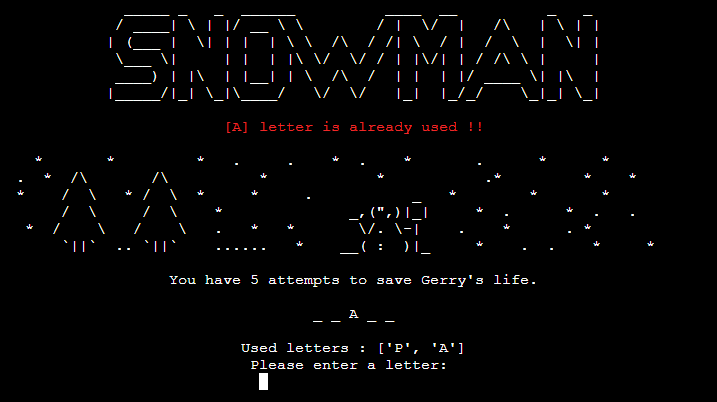 SNOWMAN
[A] letter is already used !!
You have 5 attempts to save Gerry's life.
_ _ A _ _
Used letters : ['P', 'A']
Please enter a letter: